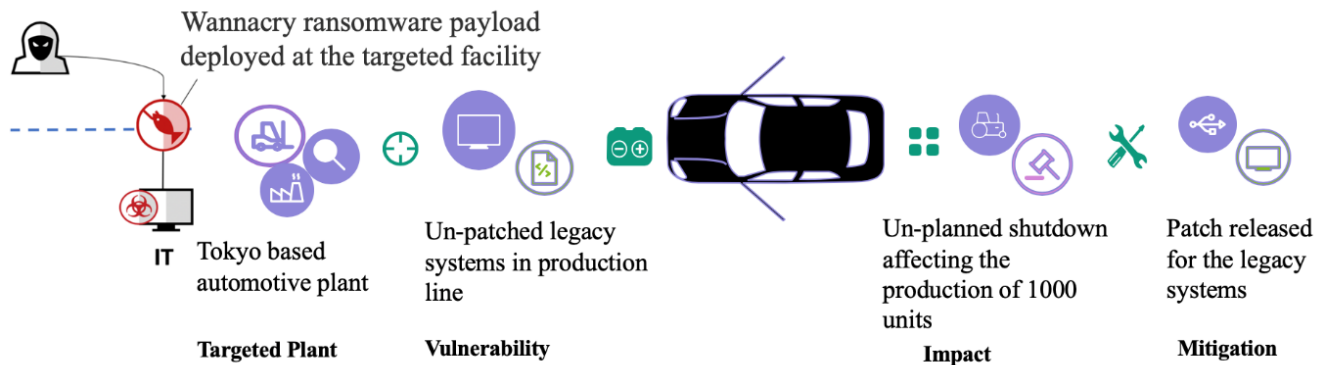 Wannacry ransomware payload
deployed at the targeted facility
IT
Tokyo based
automotive plant
Targeted Plant
Un-patched legacy
systems in production
line
Vulnerability
Un-planned shutdown
affecting the
production of 1000
units
Impact
Patch released
for the legacy
systems
Mitigation